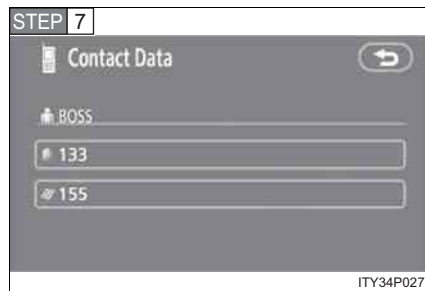 STEP 7
Contact Data
BOSS
133
155
ITY34P027